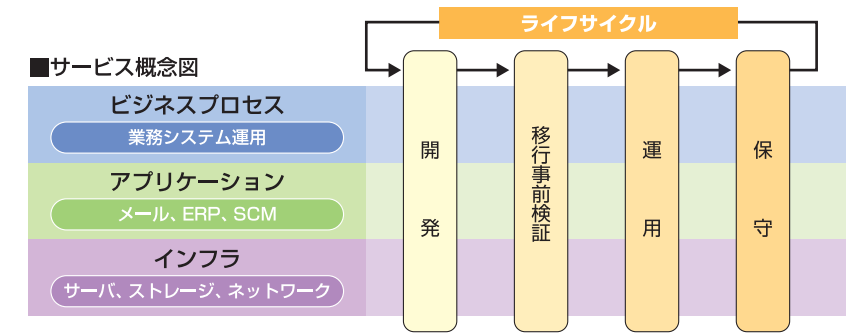 ライフサイクル
■サービス概念図
ビジネスプロセス
業務システム運用
アプリケーション
メール、ERP、SCM
インフラ
サーバ、ストレージ、ネットワーク
開発
移行事前検証
運用
保守